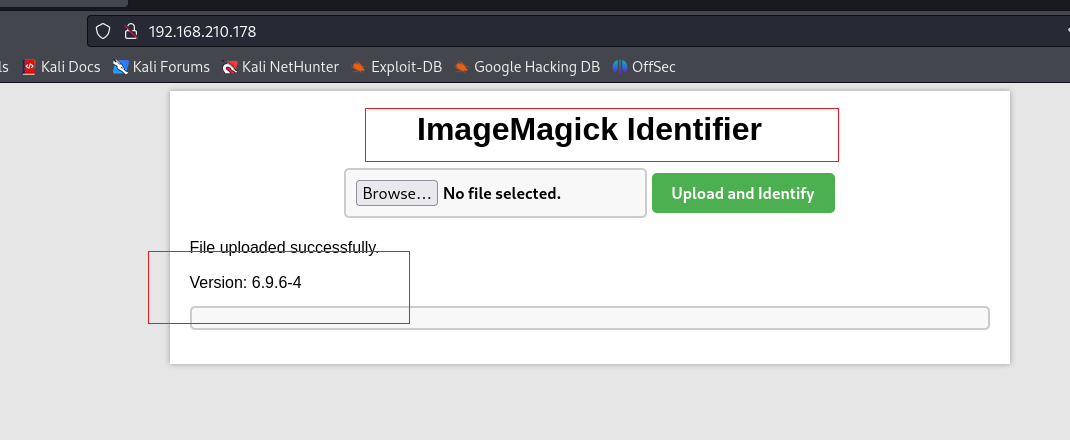 192.168.210.178
ls Kali Docs Kali Forums Kali NetHunter Exploit-DB Google Hacking DB OffSec
ImageMagick Identifier
Browse... No file selected. Upload and Identify
File uploaded successfully.
Version: 6.9.6-4